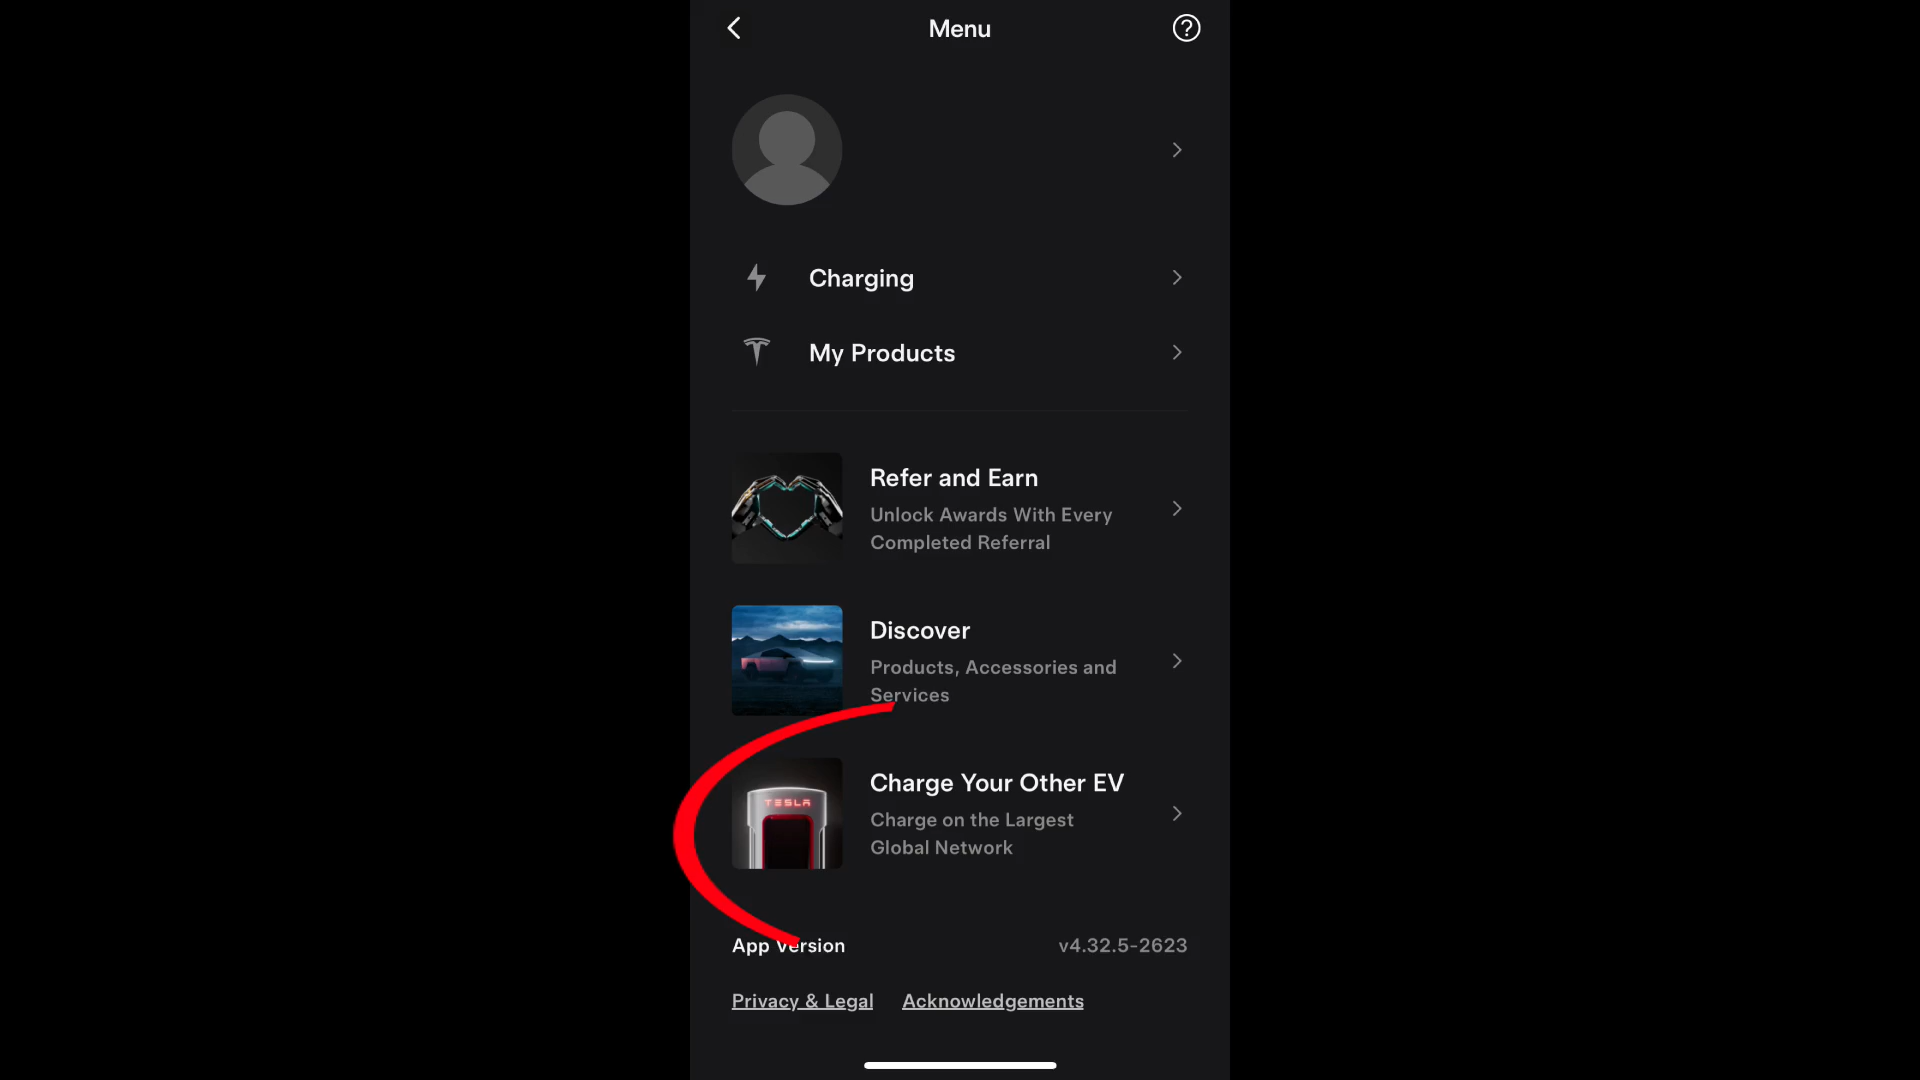 Menu
Charging
My Products
Refer and Earn
Unlock Awards With Every
Completed Referral
Discover
Products, Accessories and
Services
TESLA
Charge Your Other EV
Charge on the Largest
Global Network
App Version v4.32.5-2623
Privacy & Legal Acknowledgements